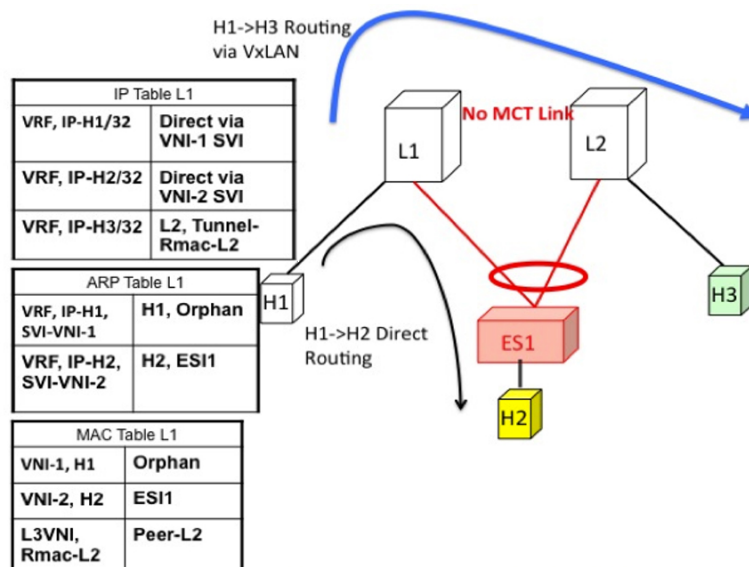 H1->H3 Routing
via VxLAN
IP Table L1
VRF, IP-H1/32 Direct via
VNI-1 SVI
VRF, IP-H2/32 Direct via
VNI-2 SVI
VRF, IP-H3/32 L2, Tunnel-
Rmac-L2
No MCT Link
L1
L2
ARP Table L1
VRF, IP-H1,
SVI-VNI-1
H1, Orphan
VRF, IP-H2,
SVI-VNI-2
H2, ESI1
H1
H3
H1->H2 Direct
Routing
ES1
H2
MAC Table L1
VNI-1, H1 Orphan
VNI-2, H2 ESI1
L3VNI,
Rmac-L2
Peer-L2